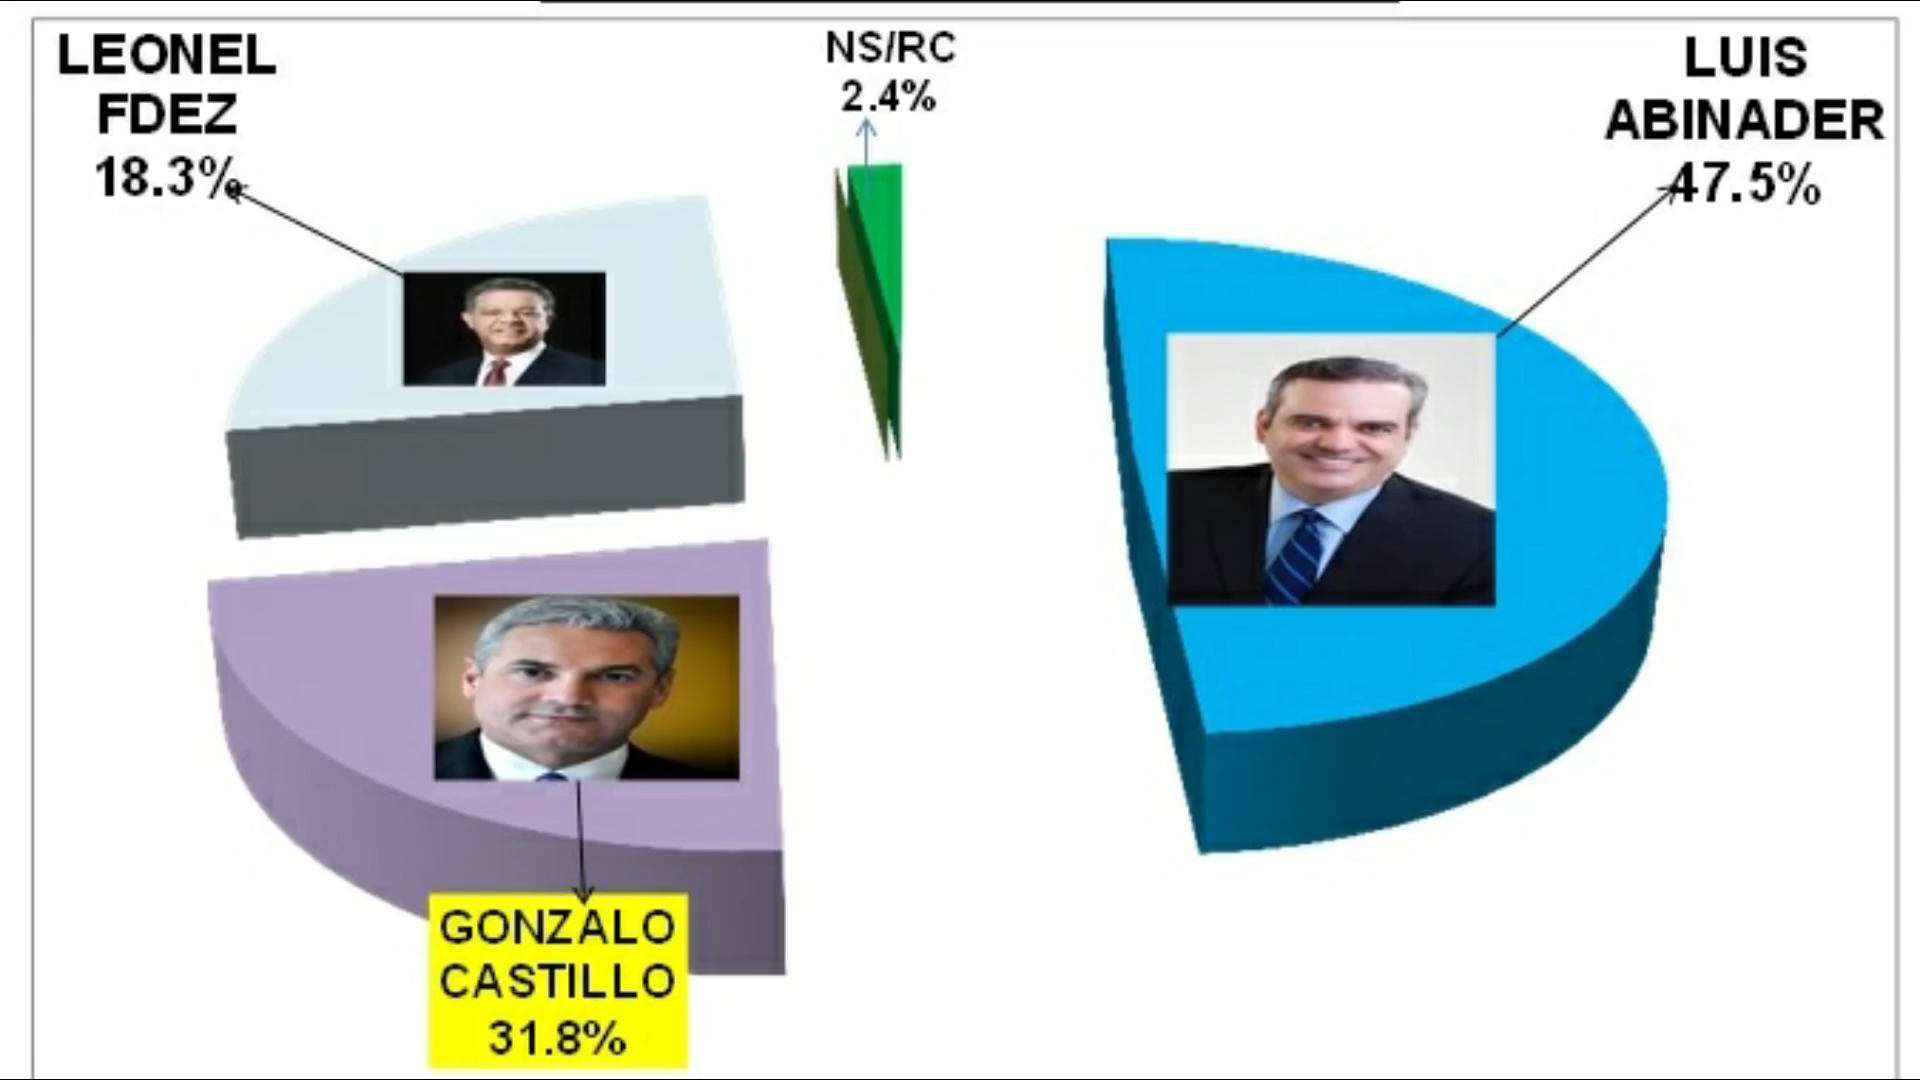 LEONEL
FDEZ
18.3%
NS/RC
2.4%
LUIS
ABINADER
47.5%
GONZALO
CASTILLO
31.8%